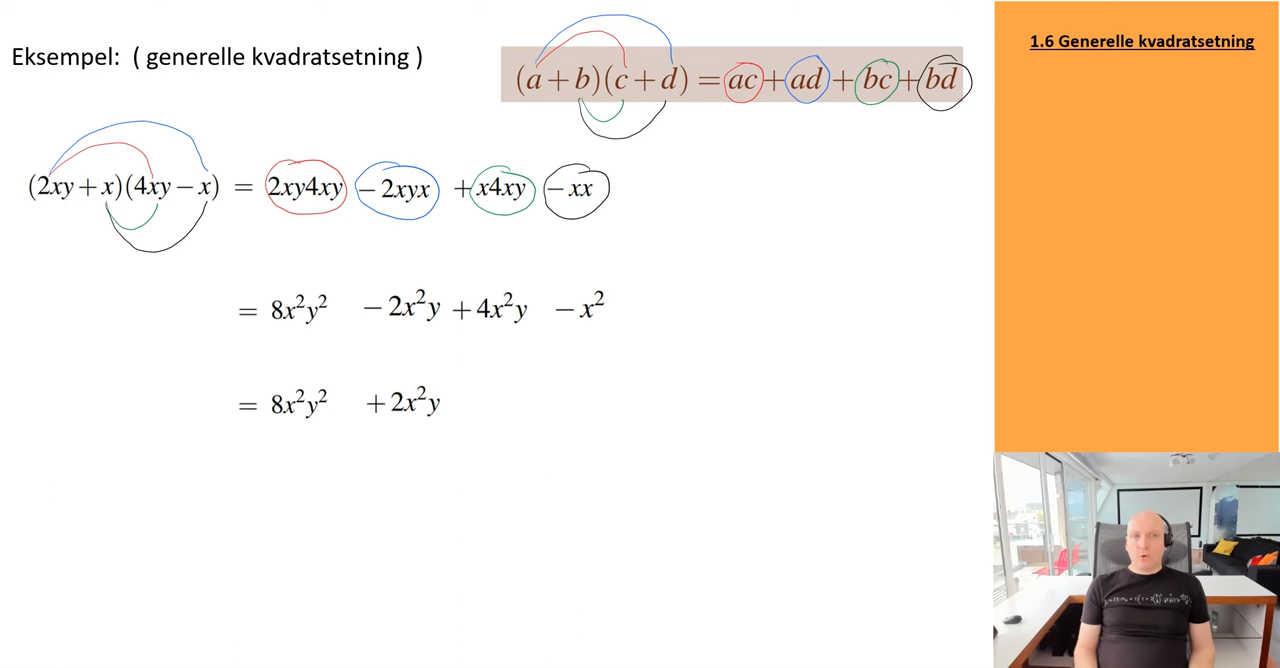 Eksempel: ( generelle kvadratsetning )
(a + b)(c + d) = ac + ad + bc + bd
1.6 Generelle kvadratsetning
(2xy + x)(4xy − x) = 2xy4xy − 2xyx + x4xy − xx
= 8x²y² − 2x²y + 4x²y − x²
= 8x²y² + 2x²y